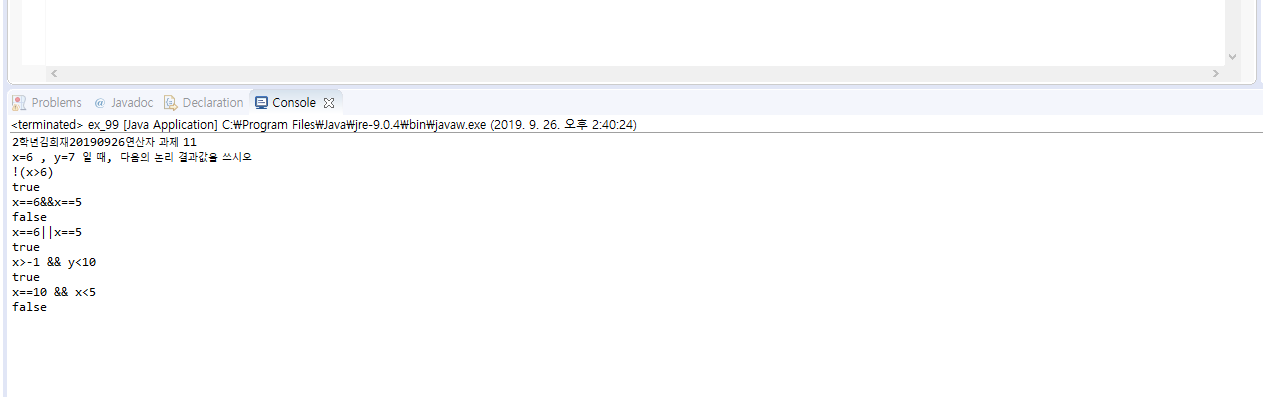 Problems @ Javadoc Declaration Console
<terminated> ex_99 [Java Application] C:₩Program Files₩Java₩jre-9.0.4₩bin₩javaw.exe (2019. 9. 26. 오후 2:40:24)
2학년김희재20190926연산자 과제 11
x=6 , y=7 일 때, 다음의 논리 결과값을 쓰시오
!(x>6)
true
x==6&&x==5
false
x==6||x==5
true
x>-1 && y<10
true
x==10 && x<5
false